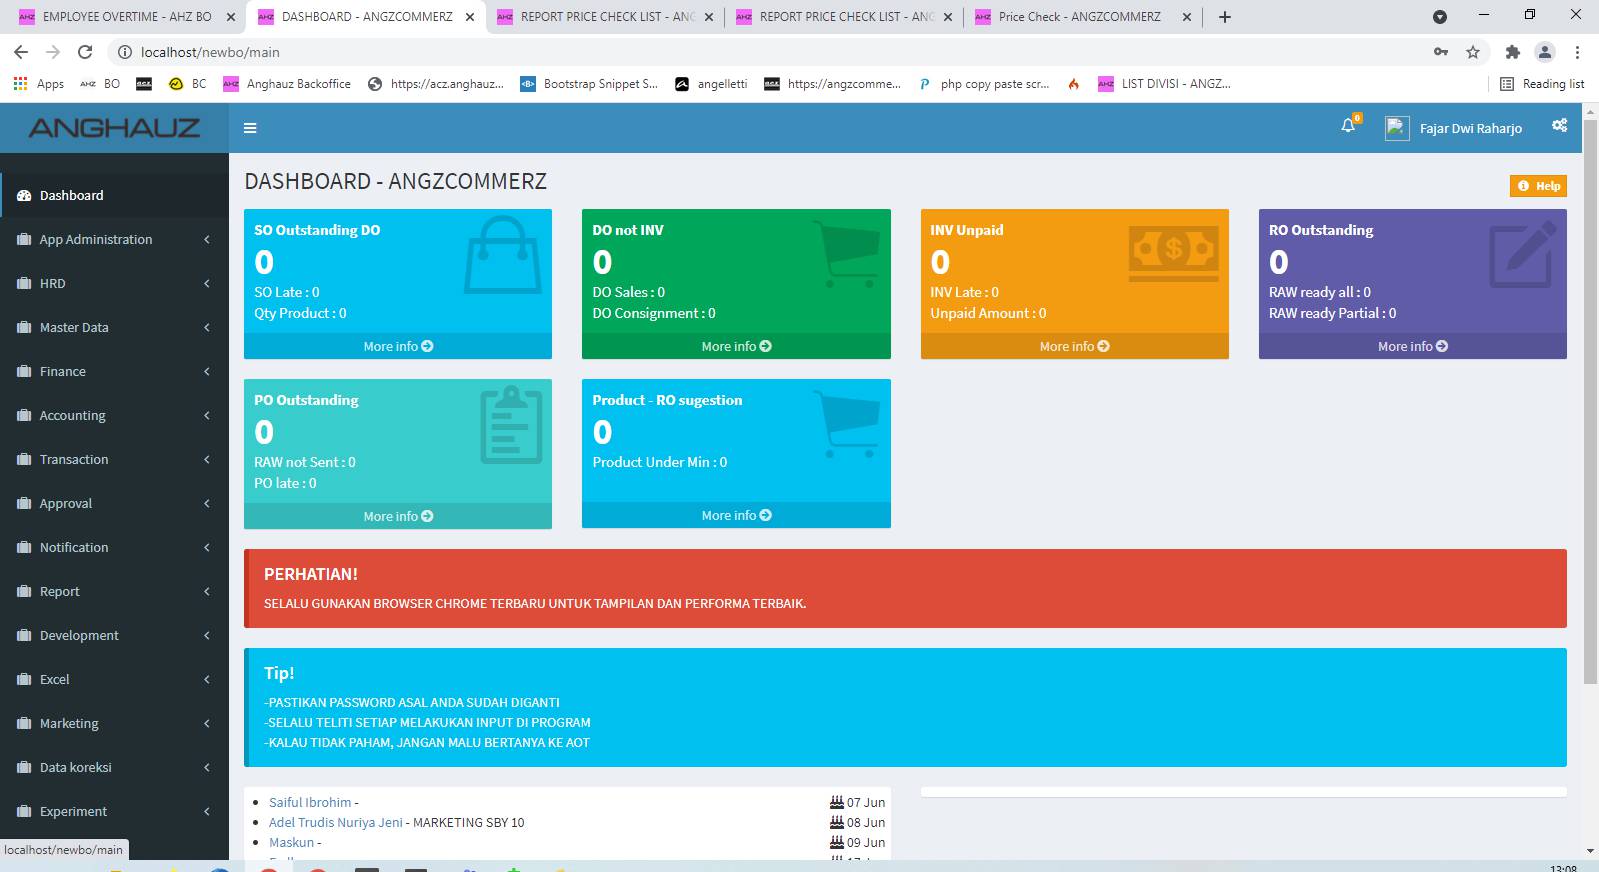 EMPLOYEE OVERTIME - AHZ BO
DASHBOARD - ANGZCOMMERZ
REPORT PRICE CHECK LIST - ANG
REPORT PRICE CHECK LIST - ANG
Price Check - ANGZCOMMERZ
localhost/newbo/main
Apps
AHZ BO
BC
AHZ Anghauz Backoffice
https://acz.anghauz...
<B> Bootstrap Snippet S...
angelletti
https://angzcomme...
php copy paste scr...
AHZ LIST DIVISI - ANGZ...
Reading list
ANGHAUZ
0
Fajar Dwi Raharjo
Dashboard
App Administration
HRD
Master Data
Finance
Accounting
Transaction
Approval
Notification
Report
Development
Excel
Marketing
Data koreksi
Experiment
localhost/newbo/main
DASHBOARD - ANGZCOMMERZ
Help
SO Outstanding DO
0
SO Late : 0
Qty Product : 0
More info
DO not INV
0
DO Sales : 0
DO Consignment : 0
More info
INV Unpaid
0
INV Late : 0
Unpaid Amount : 0
More info
RO Outstanding
0
RAW ready all : 0
RAW ready Partial : 0
More info
PO Outstanding
0
RAW not Sent : 0
PO late : 0
More info
Product - RO sugestion
0
Product Under Min : 0
More info
PERHATIAN!
SELALU GUNAKAN BROWSER CHROME TERBARU UNTUK TAMPILAN DAN PERFORMA TERBAIK.
Tip!
-PASTIKAN PASSWORD ASAL ANDA SUDAH DIGANTI
-SELALU TELITI SETIAP MELAKUKAN INPUT DI PROGRAM
-KALAU TIDAK PAHAM, JANGAN MALU BERTANYA KE AOT
Saiful Ibrohim - 07 Jun
Adel Trudis Nuriya Jeni - MARKETING SBY 10 08 Jun
Maskun - 09 Jun
13:08